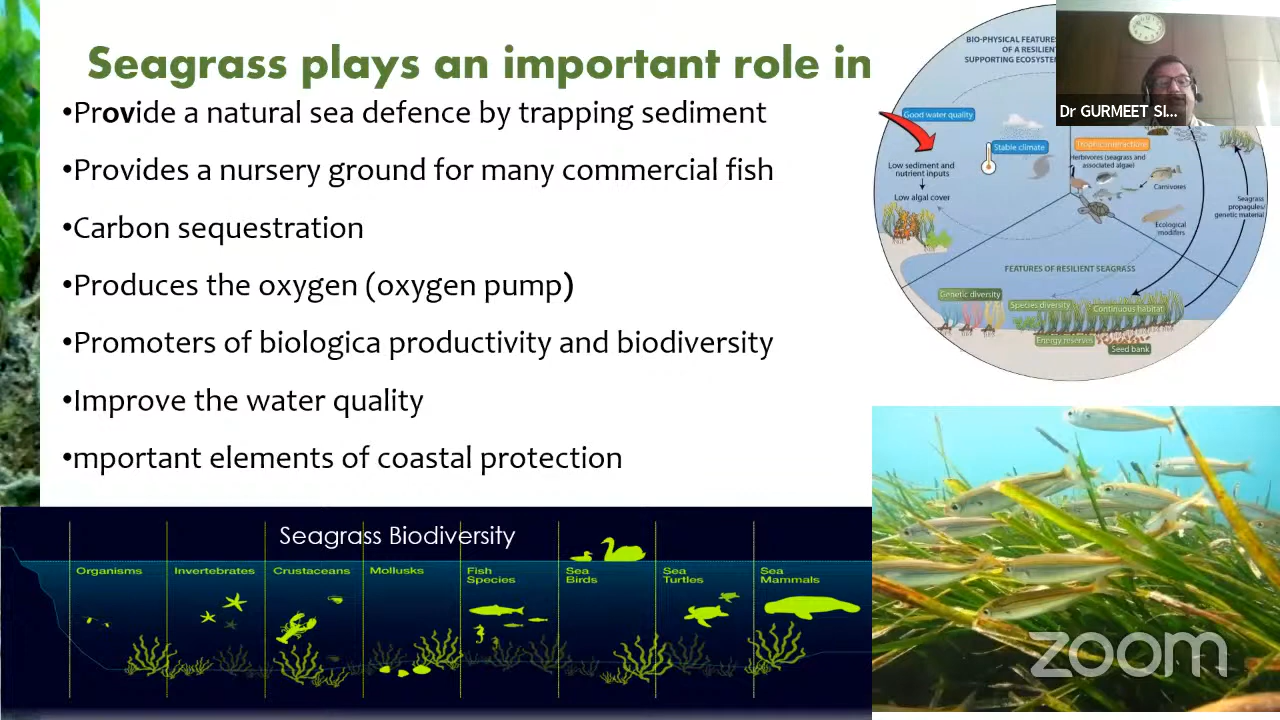 Seagrass plays an important role in
•Provide a natural sea defence by trapping sediment
•Provides a nursery ground for many commercial fish
•Carbon sequestration
•Produces the oxygen (oxygen pump)
•Promoters of biologica productivity and biodiversity
•Improve the water quality
•mportant elements of coastal protection
BIO-PHYSICAL FEATURES
OF A RESILIENT
SUPPORTING ECOSYSTEM
Dr GURMEET SI...
Good water quality
Stable climate
Trophic interactions
Herbivores (seagrass and
associated algae)
Carnivores
Ecological
modifers
Low sediment and
nutrient inputs
Low algal cover
Seagrass
propagules/
genetic material
FEATURES OF RESILIENT SEAGRASS
Genetic diversity
Species diversity
Continuous habitat
Energy reserves
Seed bank
Seagrass Biodiversity
Organisms
Invertebrates
Crustaceans
Mollusks
Fish
Species
Sea
Birds
Sea
Turtles
Sea
Mammals
zoom